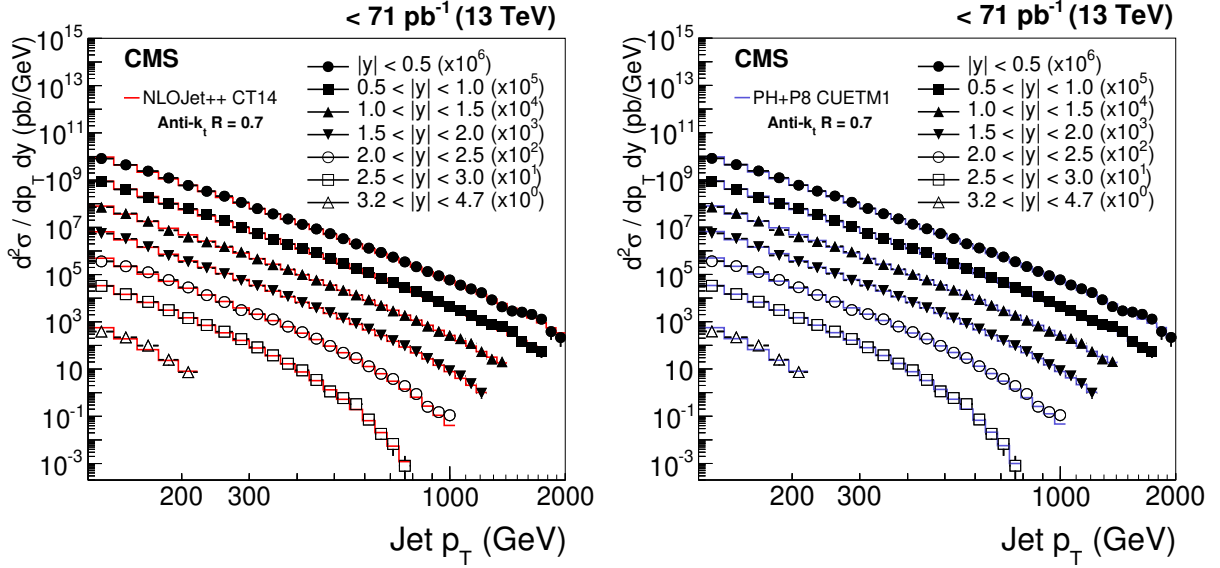 < 71 pb⁻¹ (13 TeV)
CMS
NLOJet++ CT14
Anti-kₜ R = 0.7
|y| < 0.5 (x10⁶)
0.5 < |y| < 1.0 (x10⁵)
1.0 < |y| < 1.5 (x10⁴)
1.5 < |y| < 2.0 (x10³)
2.0 < |y| < 2.5 (x10²)
2.5 < |y| < 3.0 (x10¹)
3.2 < |y| < 4.7 (x10⁰)
d²σ / dp_T dy (pb/GeV)
10¹⁵
10¹³
10¹¹
10⁹
10⁷
10⁵
10³
10
10⁻¹
10⁻³
200 300 1000 2000
Jet p_T (GeV)
< 71 pb⁻¹ (13 TeV)
CMS
PH+P8 CUETM1
Anti-kₜ R = 0.7
|y| < 0.5 (x10⁶)
0.5 < |y| < 1.0 (x10⁵)
1.0 < |y| < 1.5 (x10⁴)
1.5 < |y| < 2.0 (x10³)
2.0 < |y| < 2.5 (x10²)
2.5 < |y| < 3.0 (x10¹)
3.2 < |y| < 4.7 (x10⁰)
d²σ / dp_T dy (pb/GeV)
10¹⁵
10¹³
10¹¹
10⁹
10⁷
10⁵
10³
10
10⁻¹
10⁻³
200 300 1000 2000
Jet p_T (GeV)